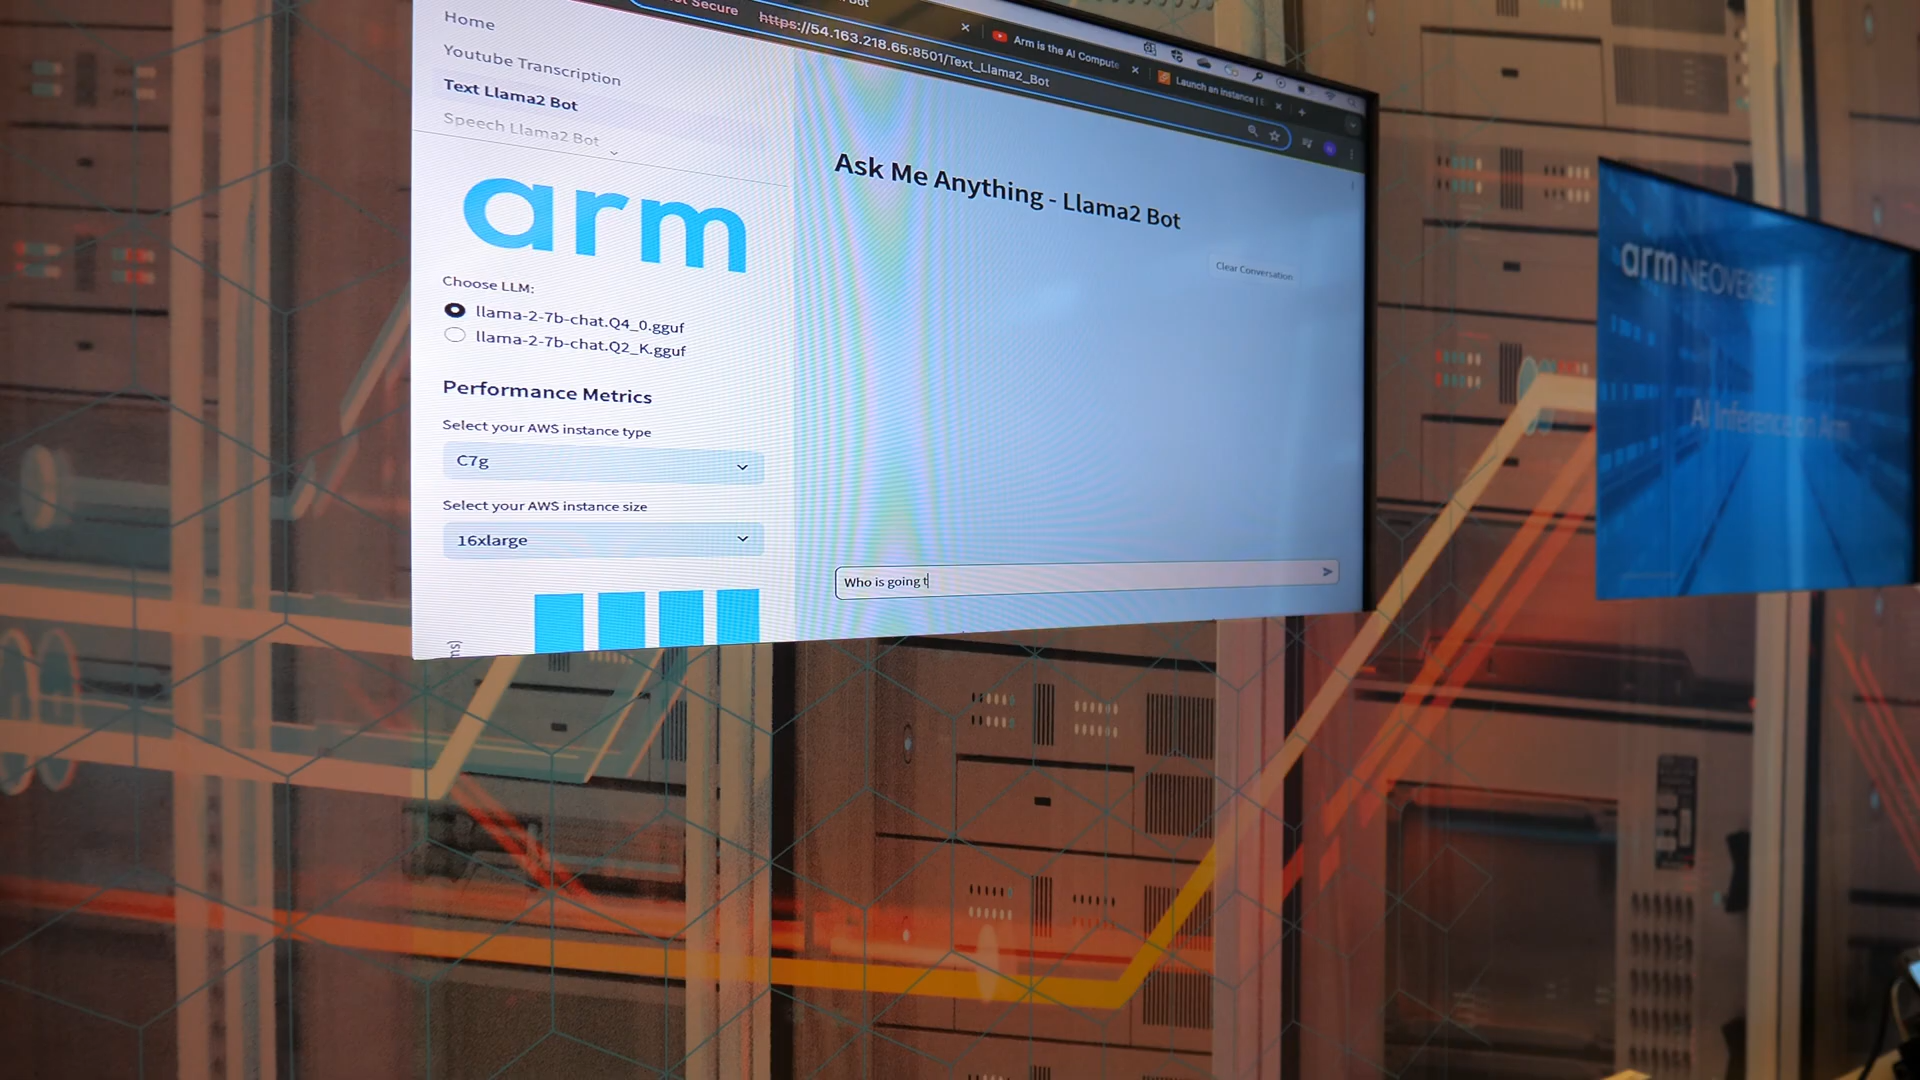 Home
Youtube Transcription
Text Llama2 Bot
Speech Llama2 Bot
arm
Choose LLM:
llama-2-7b-chat.Q4_0.gguf
llama-2-7b-chat.Q2_K.gguf
Performance Metrics
Select your AWS instance type
C7g
Select your AWS instance size
16xlarge
Bot
Arm is the AI Compute
Launch an instance | E
Secure https://54.163.218.65:8501/Text_Llama2_Bot
Ask Me Anything - Llama2 Bot
Clear Conversation
Who is going t
arm NEOVERSE
AI Inference on Arm